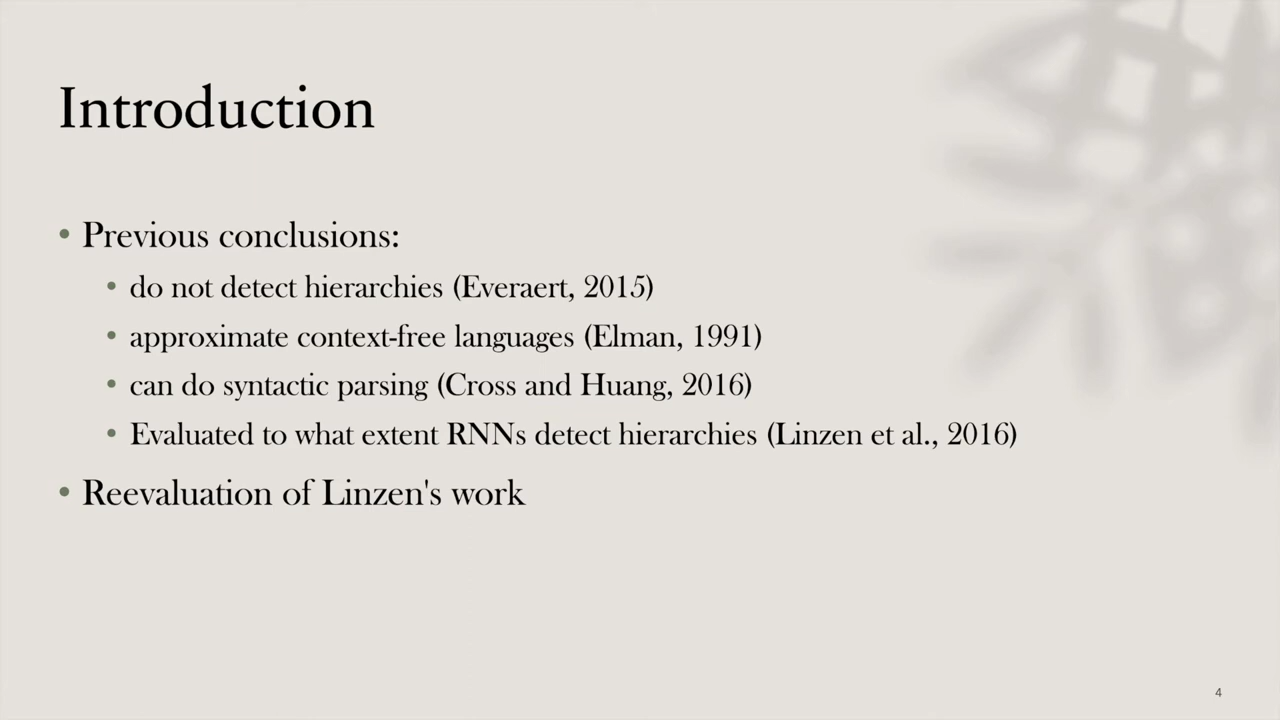 Introduction
• Previous conclusions:
• do not detect hierarchies (Everaert, 2015)
• approximate context-free languages (Elman, 1991)
• can do syntactic parsing (Cross and Huang, 2016)
• Evaluated to what extent RNNs detect hierarchies (Linzen et al., 2016)
• Reevaluation of Linzen's work
4